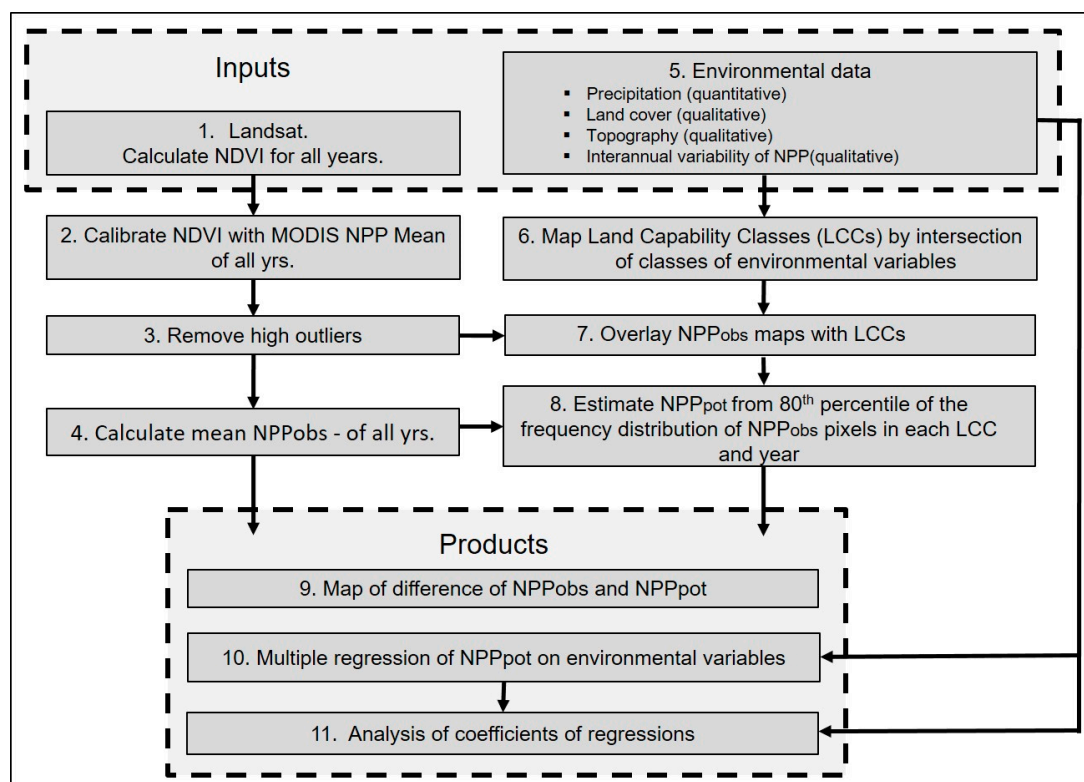 Inputs
1. Landsat.
Calculate NDVI for all years.
5. Environmental data
▪ Precipitation (quantitative)
▪ Land cover (qualitative)
▪ Topography (qualitative)
▪ Interannual variability of NPP(qualitative)
2. Calibrate NDVI with MODIS NPP Mean
of all yrs.
6. Map Land Capability Classes (LCCs) by intersection
of classes of environmental variables
3. Remove high outliers
7. Overlay NPPobs maps with LCCs
4. Calculate mean NPPobs - of all yrs.
8. Estimate NPPpot from 80th percentile of the
frequency distribution of NPPobs pixels in each LCC
and year
Products
9. Map of difference of NPPobs and NPPpot
10. Multiple regression of NPPpot on environmental variables
11. Analysis of coefficients of regressions